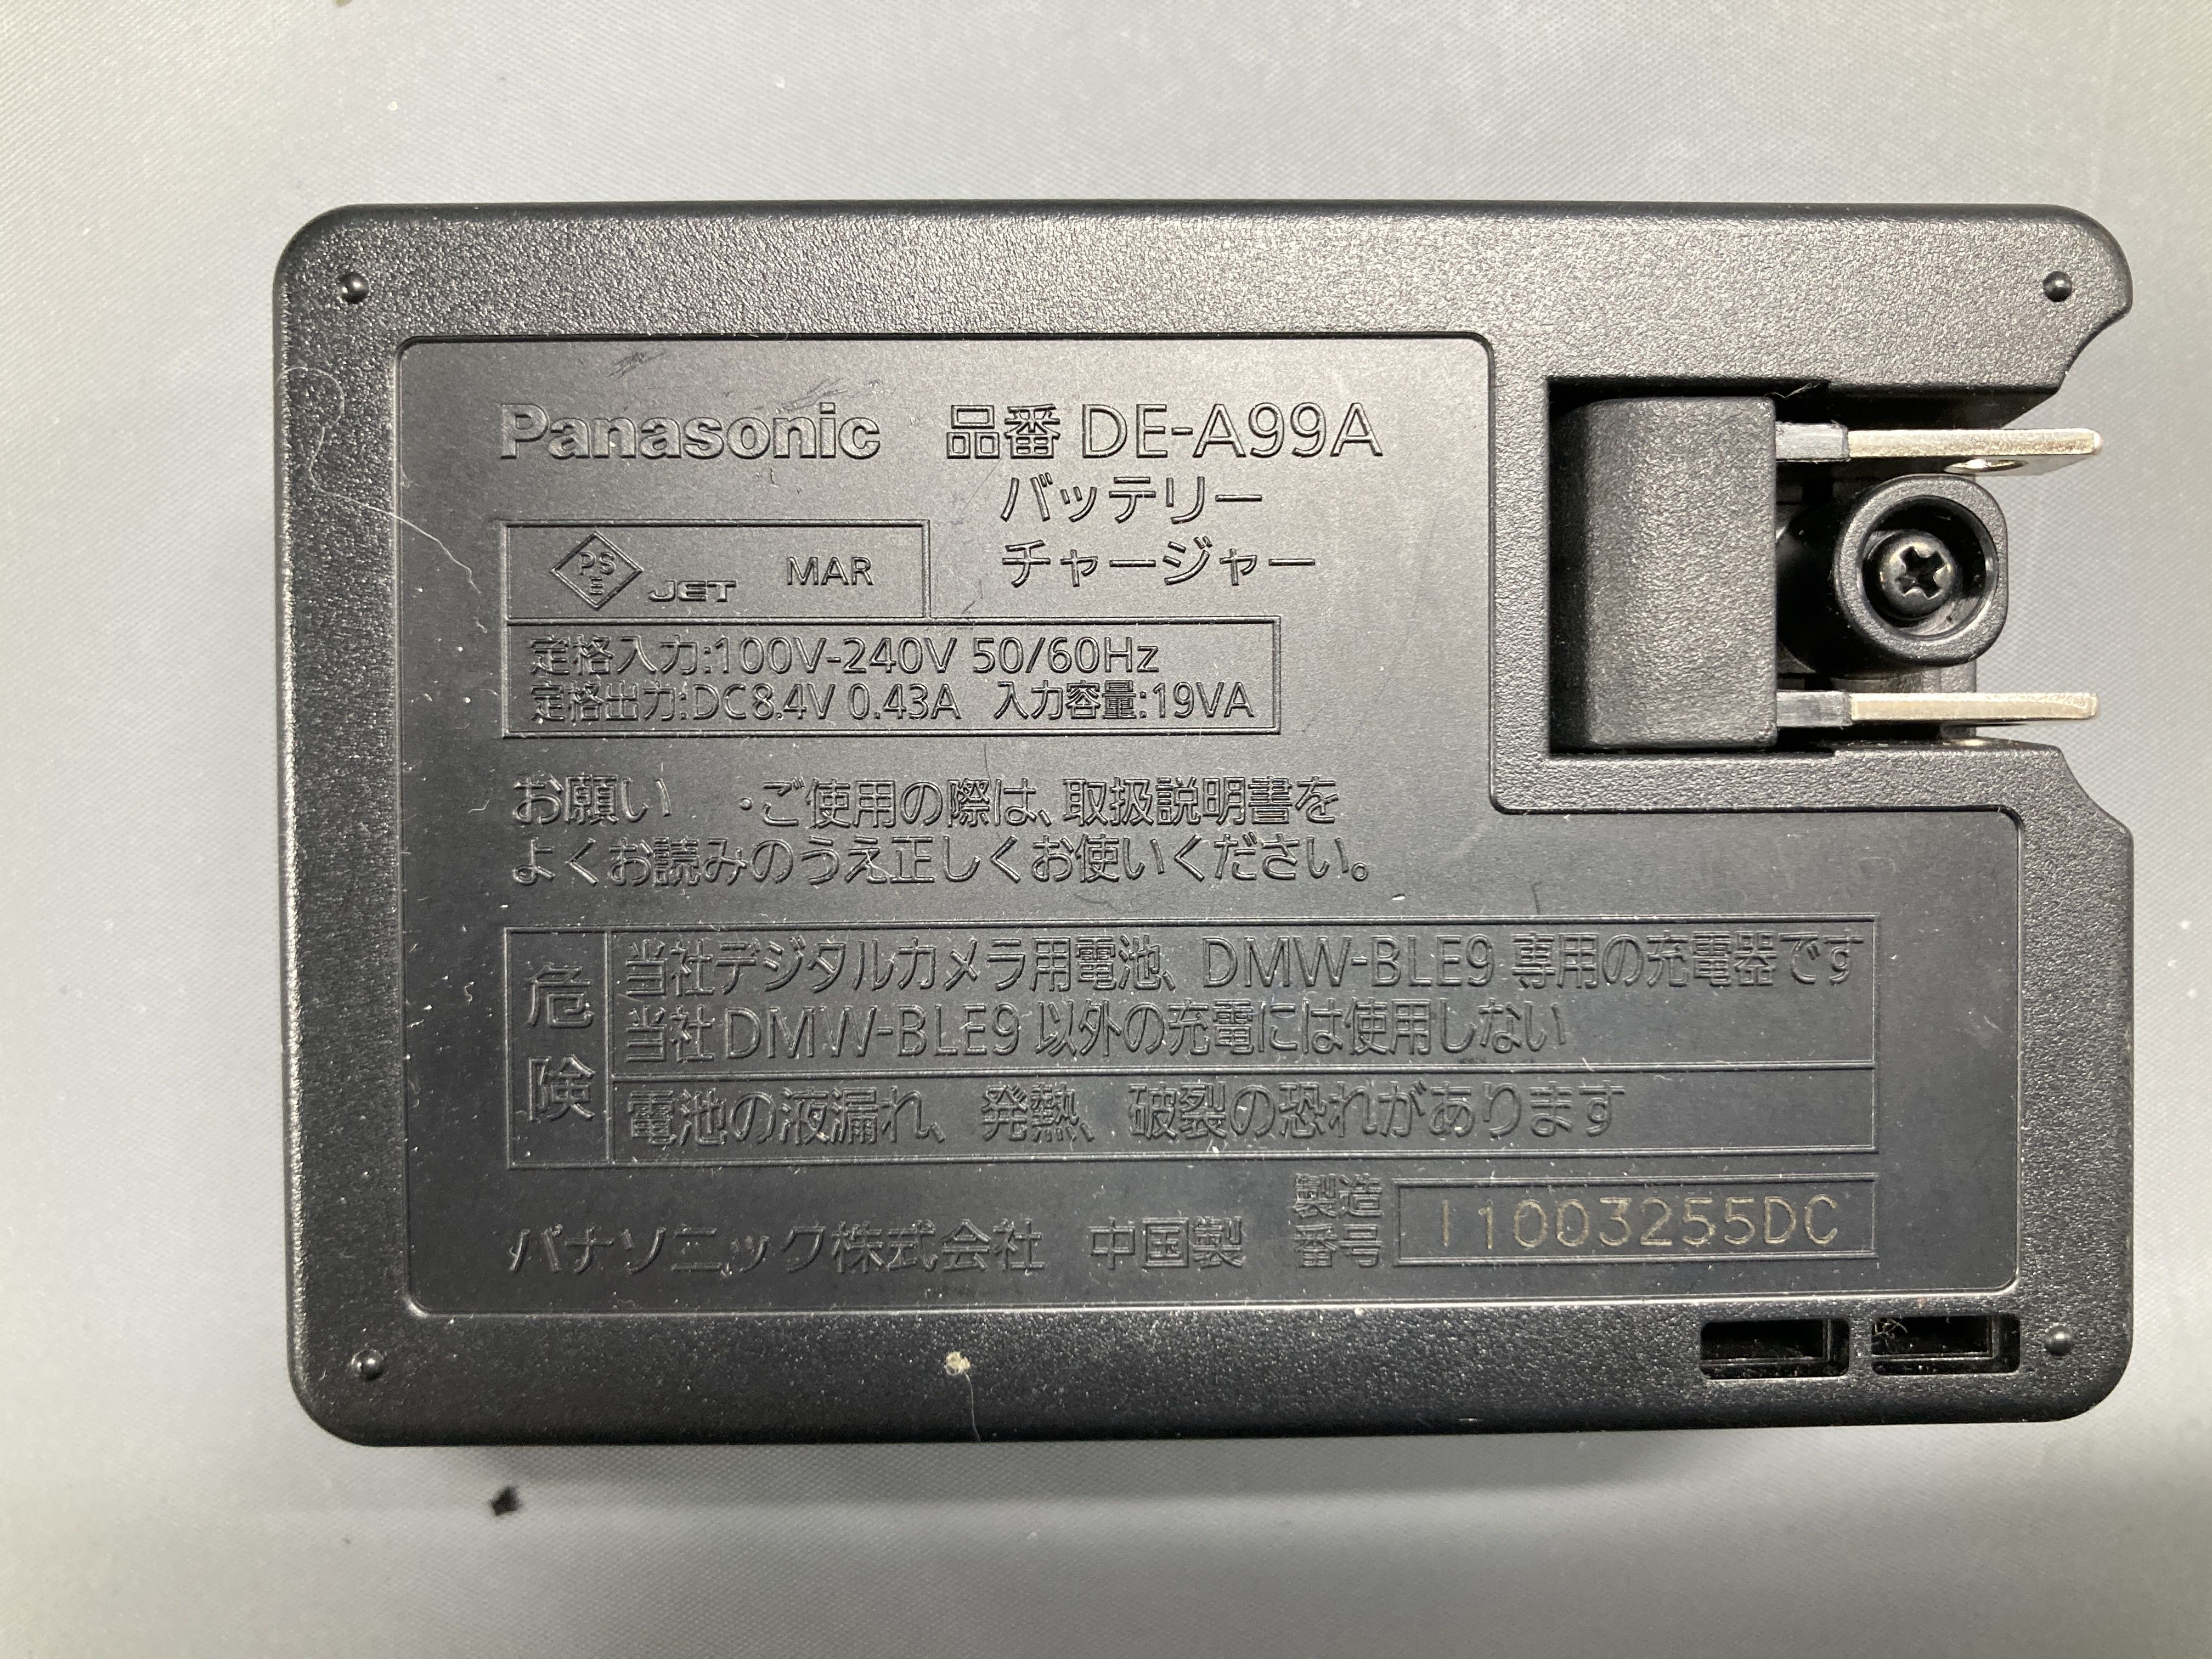 Panasonic 品番 DE-A99A
バッテリー
チャージャー
PS
E
JET MAR
定格入力:100V-240V 50/60Hz
定格出力:DC8.4V 0.43A 入力容量:19VA
お願い ・ご使用の際は、取扱説明書を
よくお読みのうえ正しくお使いください。
危険
当社デジタルカメラ用電池、DMW-BLE9 専用の充電器です
当社DMW-BLE9 以外の充電には使用しない
電池の液漏れ、発熱、破裂の恐れがあります
パナソニック株式会社 中国製
製造番号 I1003255DC